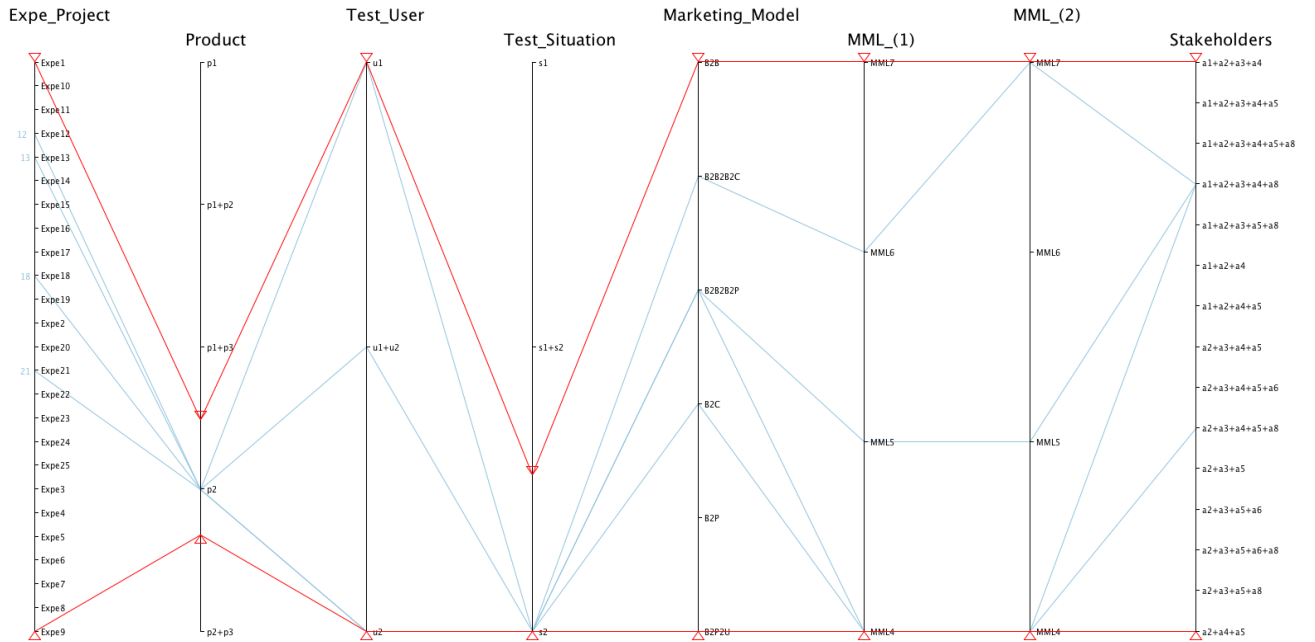 Expe_Project
Product
Test_User
Test_Situation
Marketing_Model
MML_(1)
MML_(2)
Stakeholders
Expe1
Expe10
Expe11
12
Expe12
13
Expe13
Expe14
Expe15
Expe16
Expe17
18
Expe18
Expe19
Expe2
Expe20
21
Expe21
Expe22
Expe23
Expe24
Expe25
Expe3
Expe4
Expe5
Expe6
Expe7
Expe8
Expe9
p1
p1+p2
p1+p3
p2
p2+p3
u1
u1+u2
u2
s1
s1+s2
s2
B2B
B2B2B2C
B2B2B2P
B2C
B2P
B2P2U
MML7
MML6
MML5
MML4
MML7
MML6
MML5
MML4
a1+a2+a3+a4
a1+a2+a3+a4+a5
a1+a2+a3+a4+a5+a8
a1+a2+a3+a4+a8
a1+a2+a3+a5+a8
a1+a2+a4
a1+a2+a4+a5
a2+a3+a4+a5
a2+a3+a4+a5+a6
a2+a3+a4+a5+a8
a2+a3+a5
a2+a3+a5+a6
a2+a3+a5+a6+a8
a2+a3+a5+a8
a2+a4+a5